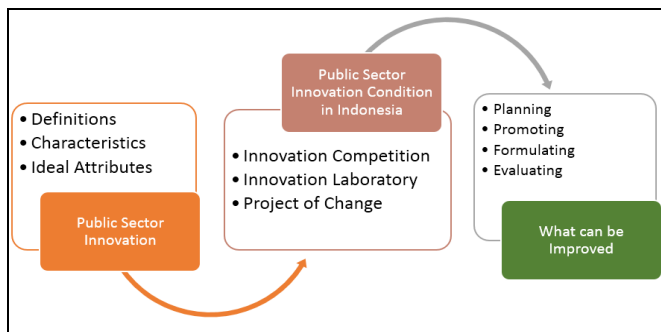 • Definitions
• Characteristics
• Ideal Attributes
Public Sector
Innovation
Public Sector
Innovation Condition
in Indonesia
• Innovation Competition
• Innovation Laboratory
• Project of Change
• Planning
• Promoting
• Formulating
• Evaluating
What can be
Improved